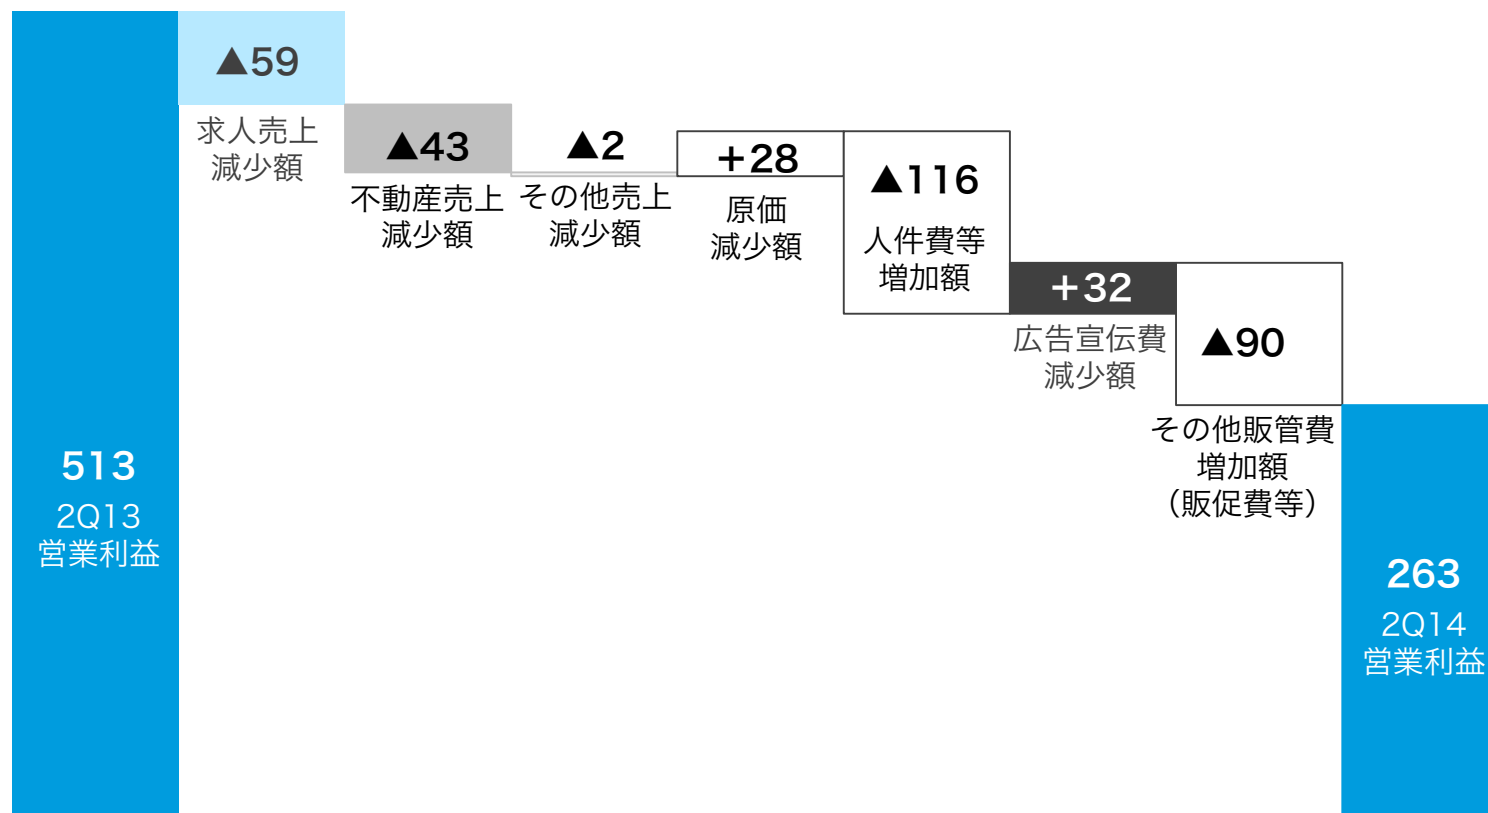 513
2Q13
営業利益
▲59
求人売上
減少額
▲43
不動産売上
減少額
▲2
その他売上
減少額
+28
原価
減少額
▲116
人件費等
増加額
+32
広告宣伝費
減少額
▲90
その他販管費
増加額
（販促費等）
263
2Q14
営業利益